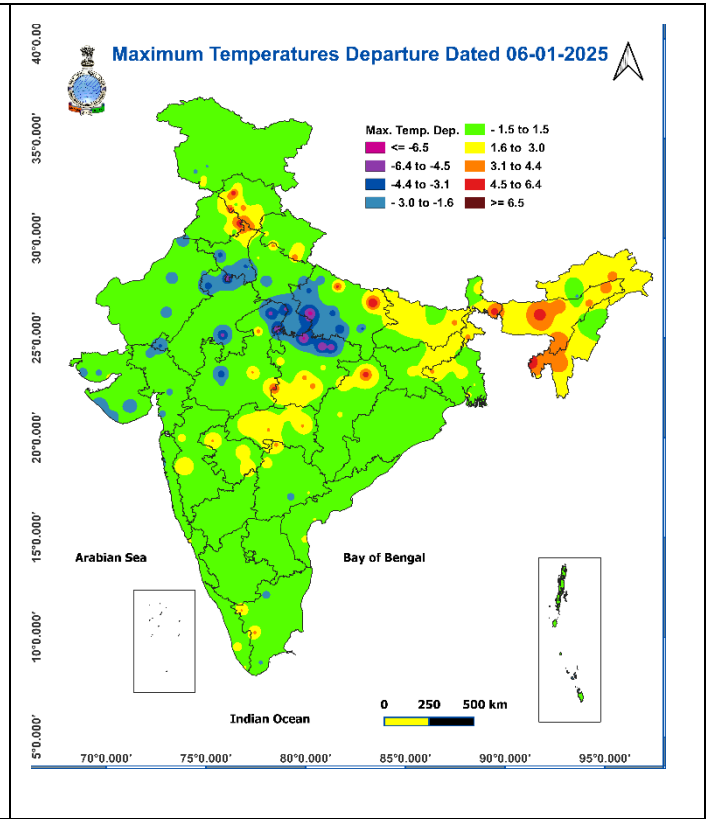 Maximum Temperatures Departure Dated 06-01-2025
Max. Temp. Dep.
<= -6.5
-6.4 to -4.5
-4.4 to -3.1
- 3.0 to -1.6
- 1.5 to 1.5
1.6 to 3.0
3.1 to 4.4
4.5 to 6.4
>= 6.5
40°0.00
35°0.000'
30°0.000'
25°0.000'
20°0.000'
15°0.000'
10°0.000'
5°0.000'
Arabian Sea
Bay of Bengal
Indian Ocean
0 250 500 km
70°0.000' 75°0.000' 80°0.000' 85°0.000' 90°0.000' 95°0.000'